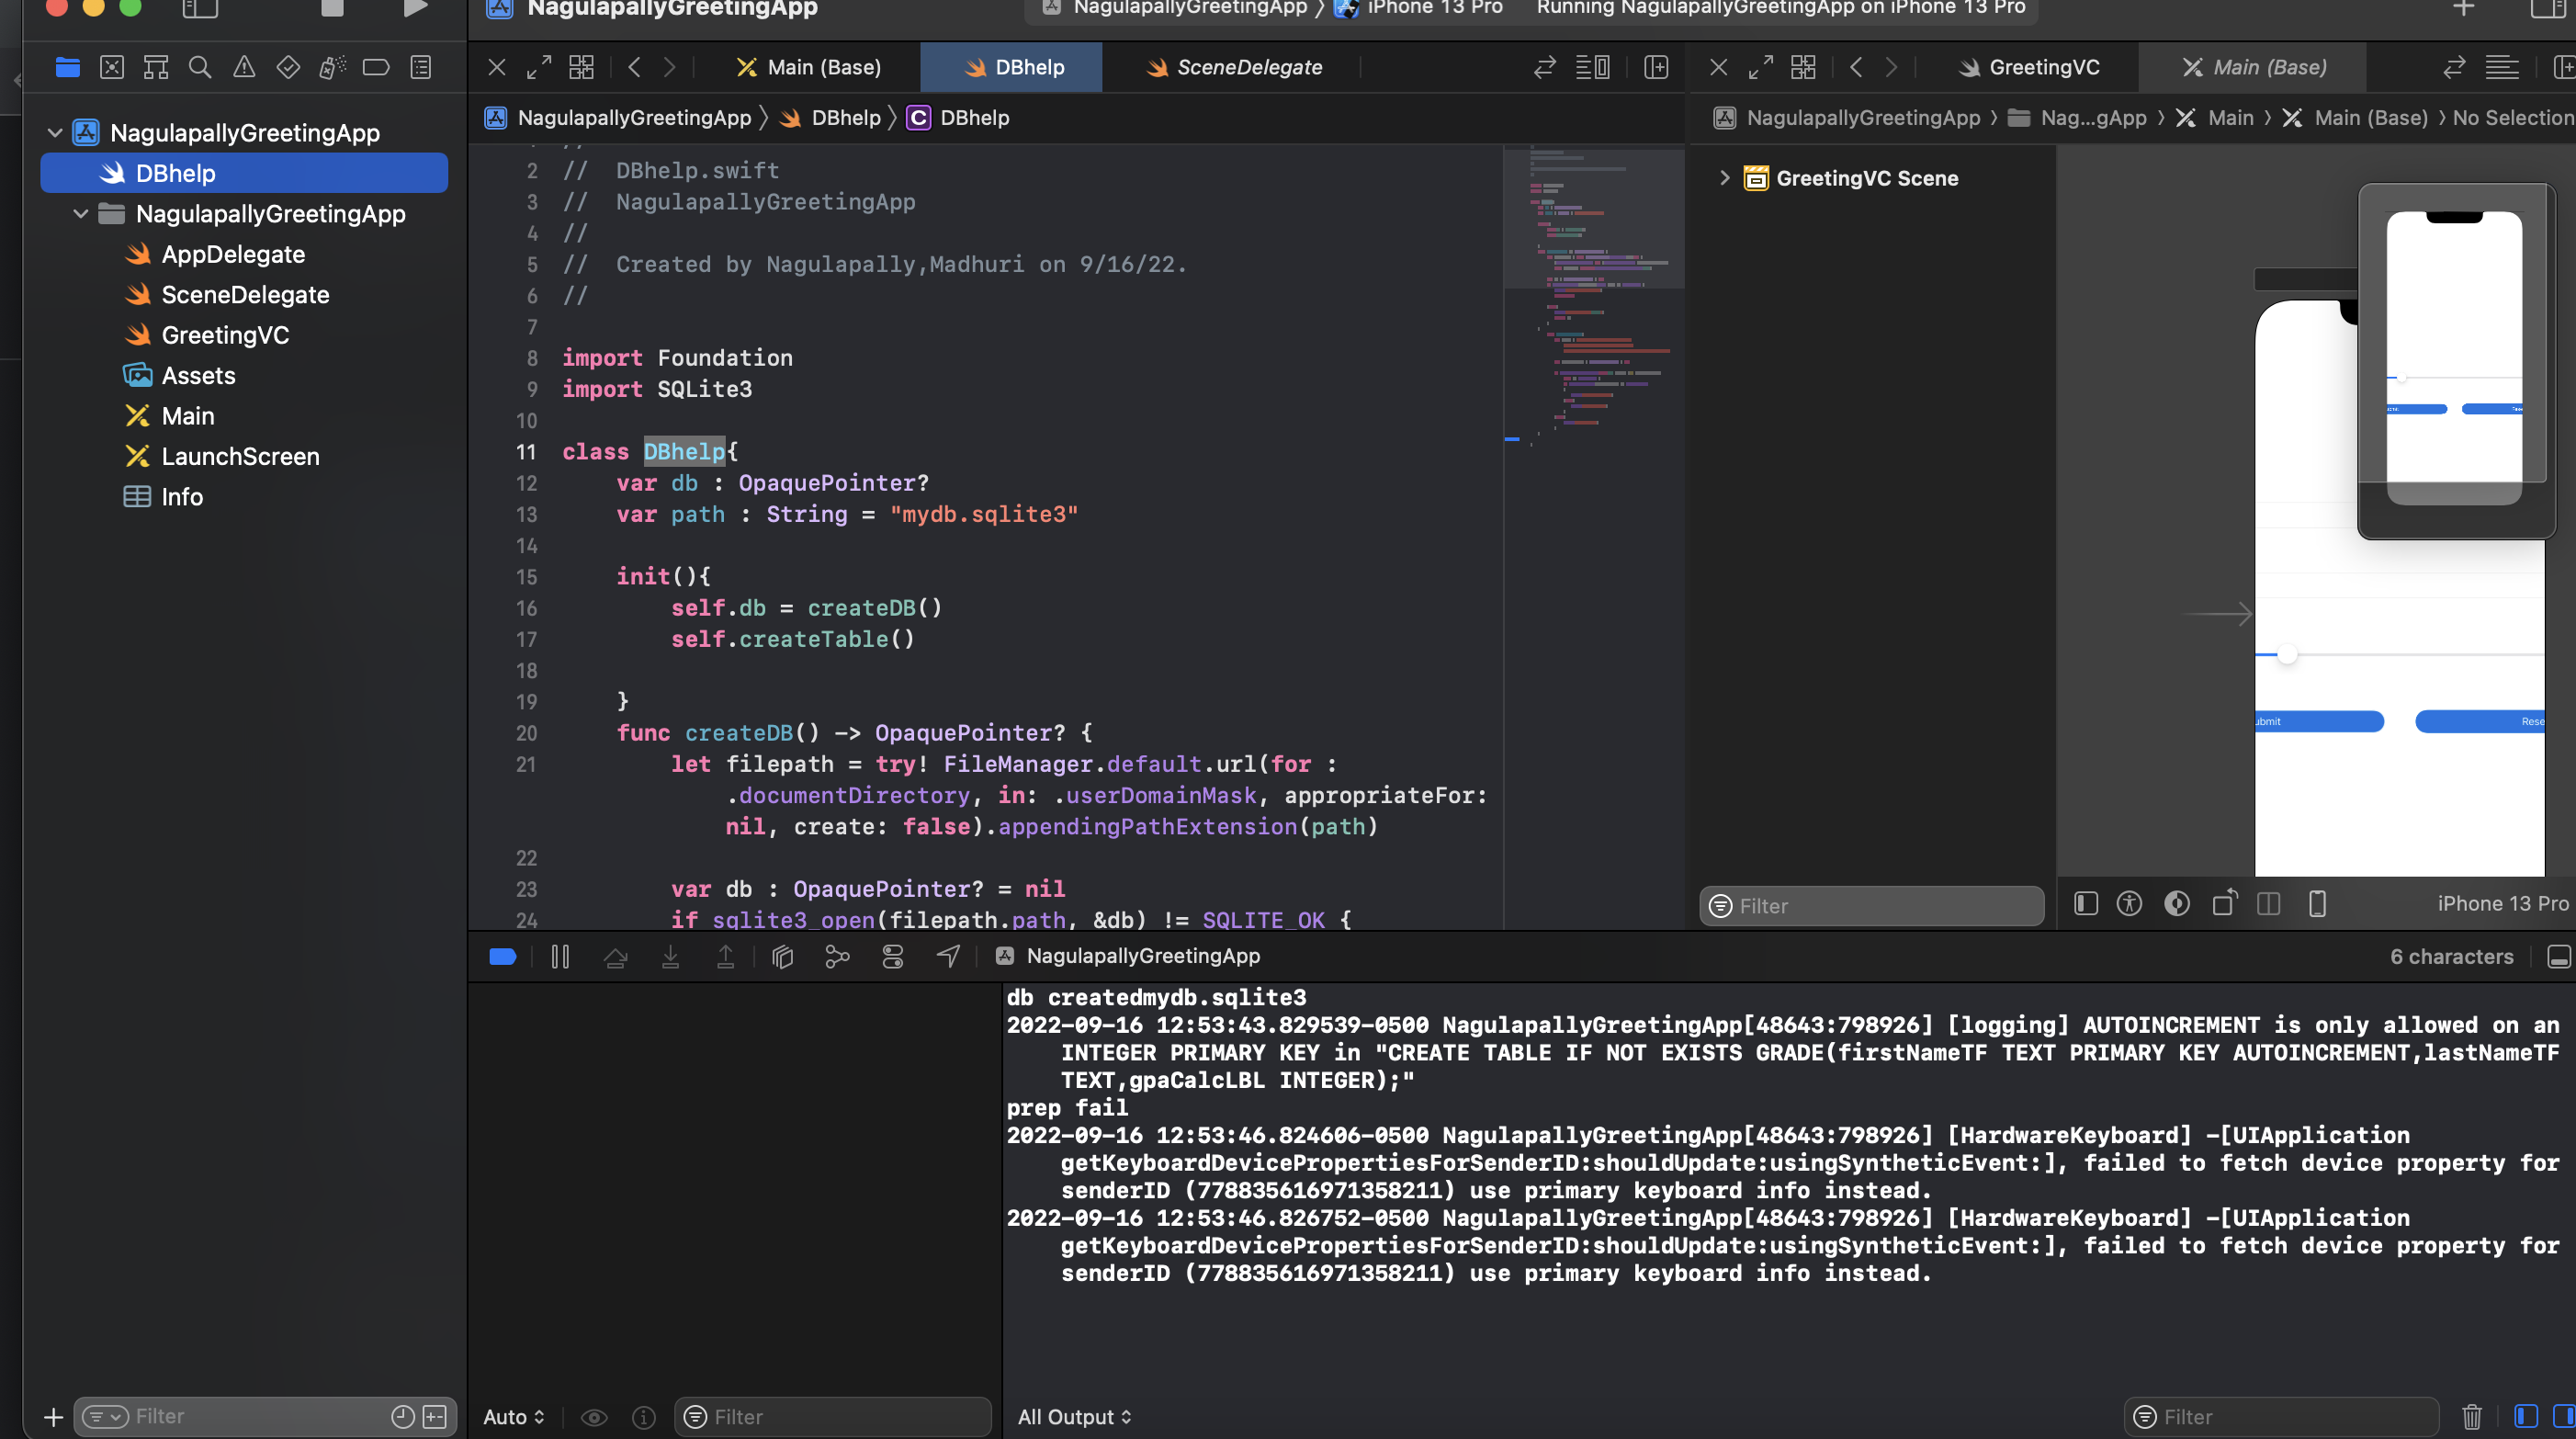 NagulapallyGreetingApp
NagulapallyGreetingApp
iPhone 13 Pro
Running NagulapallyGreetingApp on iPhone 13 Pro
Main (Base)
DBhelp
SceneDelegate
GreetingVC
Main (Base)
NagulapallyGreetingApp
DBhelp
C DBhelp
NagulapallyGreetingApp
Nag...gApp
Main
Main (Base)
No Selection
NagulapallyGreetingApp
DBhelp
NagulapallyGreetingApp
AppDelegate
SceneDelegate
GreetingVC
Assets
Main
LaunchScreen
Info
2 //  DBhelp.swift
3 //  NagulapallyGreetingApp
4 //
5 //  Created by Nagulapally,Madhuri on 9/16/22.
6 //
7
8 import Foundation
9 import SQLite3
10
11 class DBhelp{
12     var db : OpaquePointer?
13     var path : String = "mydb.sqlite3"
14
15     init(){
16         self.db = createDB()
17         self.createTable()
18
19     }
20     func createDB() -> OpaquePointer? {
21         let filepath = try! FileManager.default.url(for :
.documentDirectory, in: .userDomainMask, appropriateFor:
nil, create: false).appendingPathExtension(path)
22
23         var db : OpaquePointer? = nil
24         if sqlite3_open(filepath.path, &db) != SQLITE_OK {
GreetingVC Scene
ubmit
Rese
Filter
iPhone 13 Pro
NagulapallyGreetingApp
6 characters
db createdmydb.sqlite3
2022-09-16 12:53:43.829539-0500 NagulapallyGreetingApp[48643:798926] [logging] AUTOINCREMENT is only allowed on an
INTEGER PRIMARY KEY in "CREATE TABLE IF NOT EXISTS GRADE(firstNameTF TEXT PRIMARY KEY AUTOINCREMENT,lastNameTF
TEXT,gpaCalcLBL INTEGER);"
prep fail
2022-09-16 12:53:46.824606-0500 NagulapallyGreetingApp[48643:798926] [HardwareKeyboard] -[UIApplication
getKeyboardDevicePropertiesForSenderID:shouldUpdate:usingSyntheticEvent:], failed to fetch device property for
senderID (778835616971358211) use primary keyboard info instead.
2022-09-16 12:53:46.826752-0500 NagulapallyGreetingApp[48643:798926] [HardwareKeyboard] -[UIApplication
getKeyboardDevicePropertiesForSenderID:shouldUpdate:usingSyntheticEvent:], failed to fetch device property for
senderID (778835616971358211) use primary keyboard info instead.
Filter
Auto
Filter
All Output
Filter